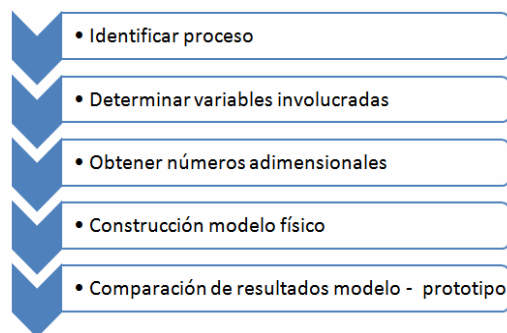 • Identificar proceso
• Determinar variables involucradas
• Obtener números adimensionales
• Construcción modelo físico
• Comparación de resultados modelo - prototipo